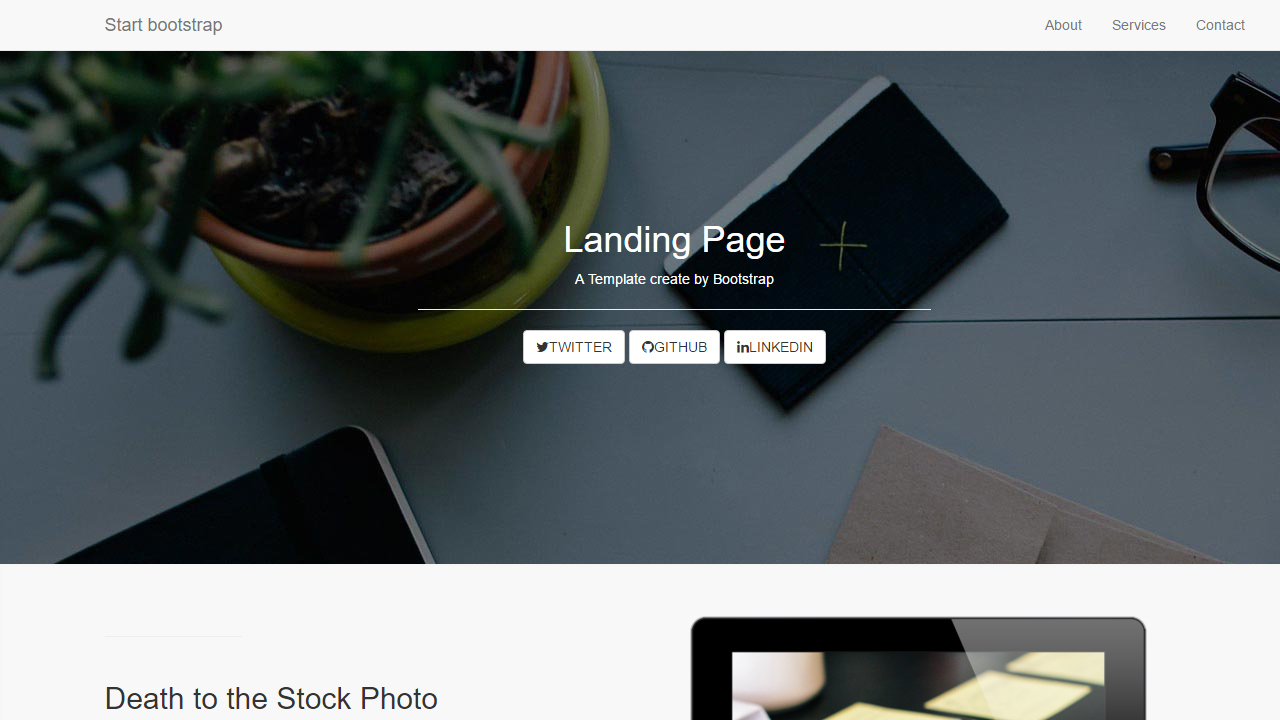 Start bootstrap
About
Services
Contact
Landing Page
A Template create by Bootstrap
TWITTER
GITHUB
LINKEDIN
Death to the Stock Photo